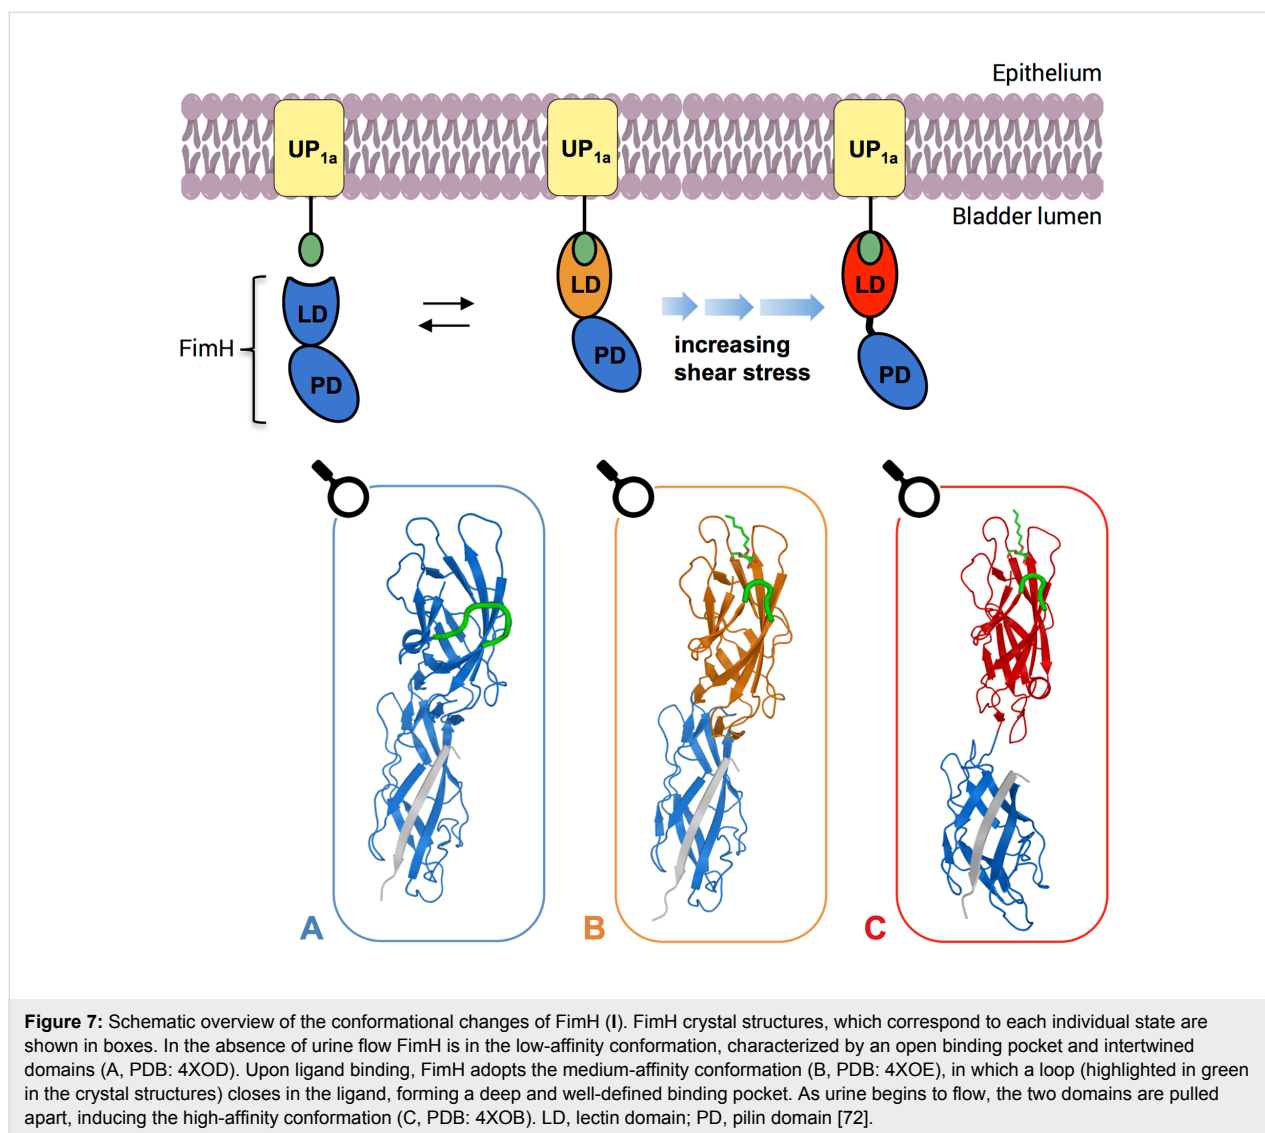 Epithelium
UP1a
UP1a
UP1a
Bladder lumen
FimH
LD
PD
LD
PD
increasing
shear stress
LD
PD
A
B
C
Figure 7: Schematic overview of the conformational changes of FimH (I). FimH crystal structures, which correspond to each individual state are
shown in boxes. In the absence of urine flow FimH is in the low-affinity conformation, characterized by an open binding pocket and intertwined
domains (A, PDB: 4XOD). Upon ligand binding, FimH adopts the medium-affinity conformation (B, PDB: 4XOE), in which a loop (highlighted in green
in the crystal structures) closes in the ligand, forming a deep and well-defined binding pocket. As urine begins to flow, the two domains are pulled
apart, inducing the high-affinity conformation (C, PDB: 4XOB). LD, lectin domain; PD, pilin domain [72].